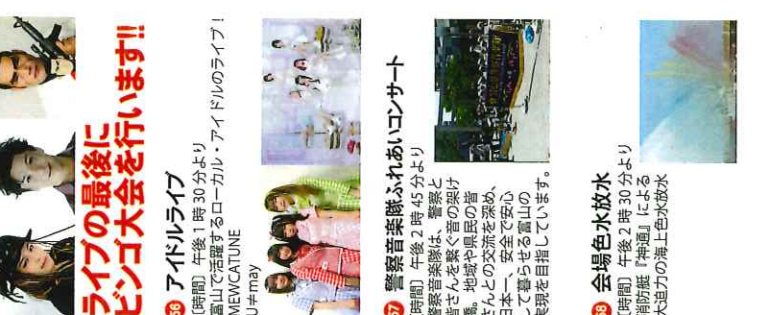 ライブの最後に
ビンゴ大会を行います!!
56 アイドルライブ
[時間] 午後1時30分より
富山で活躍するローカル・アイドルのライブ!
MEWCATUNE
U≠may
57 警察音楽隊ふれあいコンサート
[時間] 午後2時45分より
警察音楽隊は、警察と
皆さんを繋ぐ音の架け
橋。地域や県民の皆
さんとの交流を深め、
日本一、安全で安心
して暮らせる富山の
実現を目指しています。
会場色水放水
[時間] 午後2時30分より
消防艇『神通』による
大迫力の海上色水放水